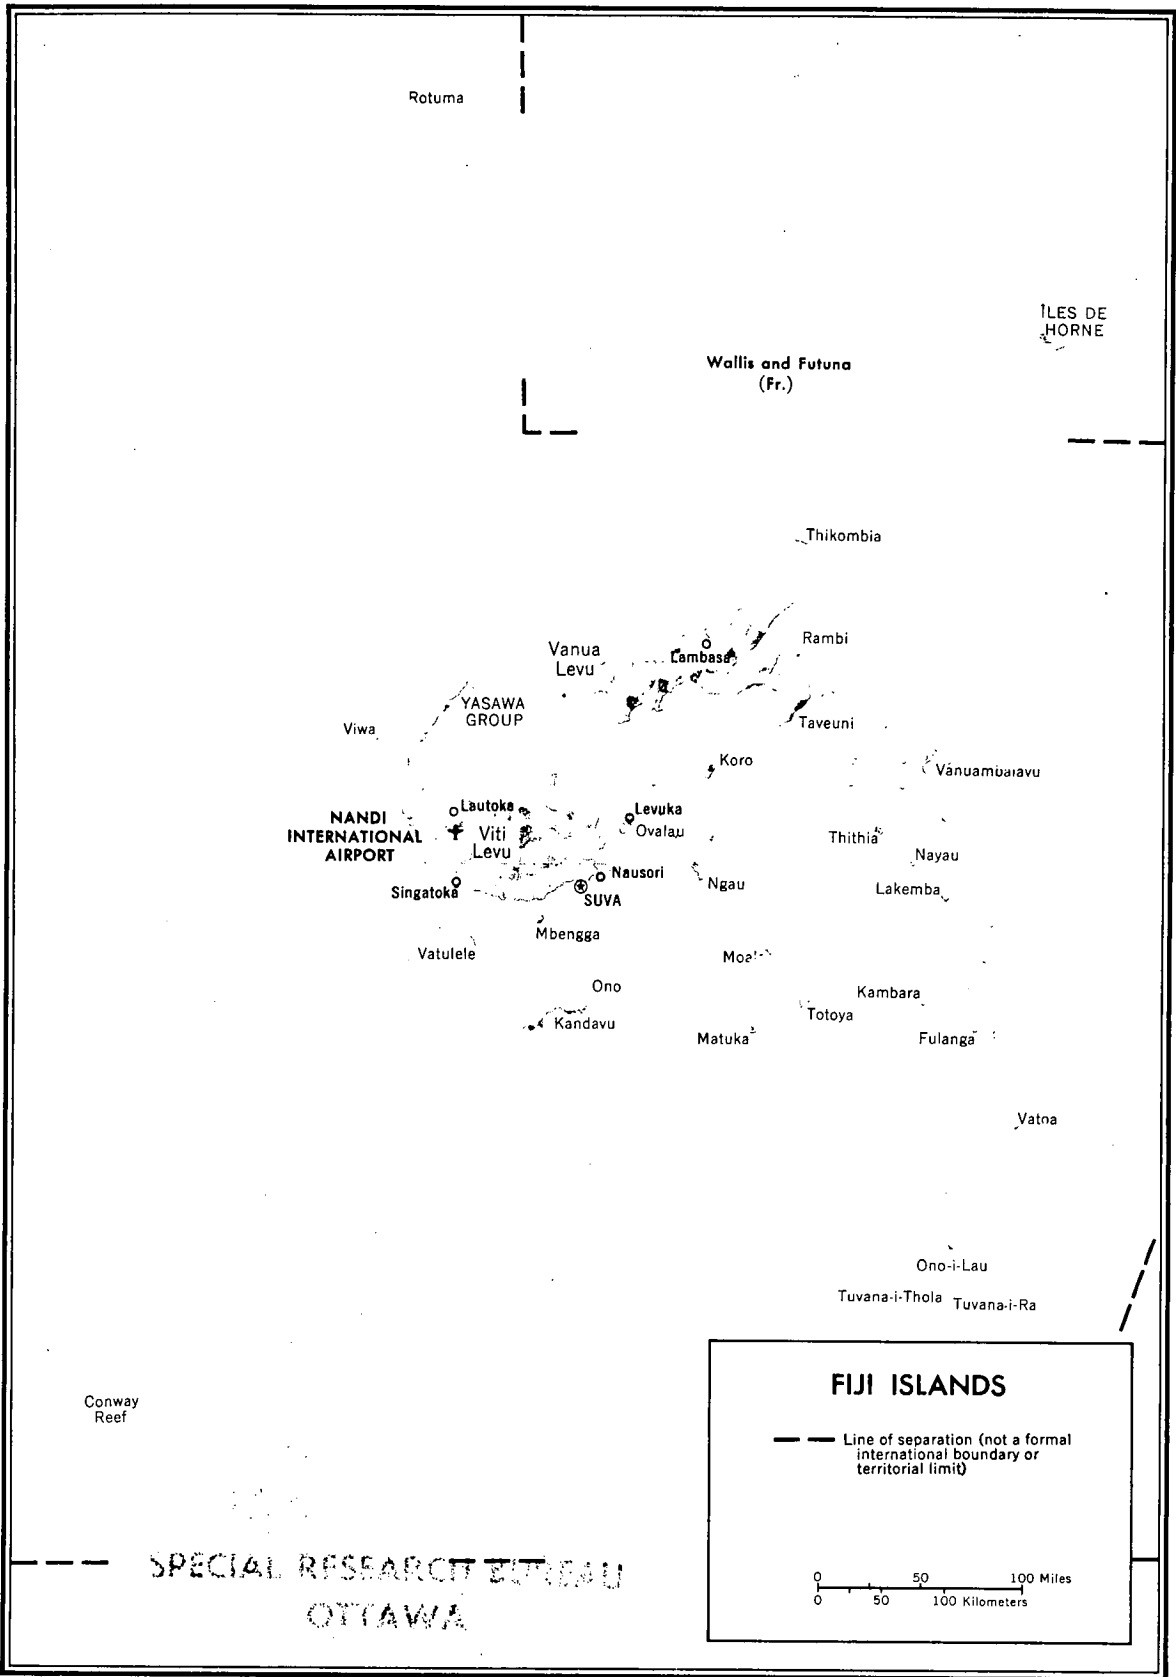 Rotuma
ÎLES DE
HORNE
Wallis and Futuna
(Fr.)
Thikombia
Rambi
Vanua
Levu
Lambasa
YASAWA
GROUP
Viwa
Taveuni
Koro
Vanuambalavu
Lautoka
Levuka
NANDI
INTERNATIONAL
AIRPORT
Viti
Levu
Ovalau
Thithia
Nayau
Nausori
Ngau
Singatoka
Lakemba
SUVA
Mbengga
Vatulele
Ono
Kambara
Kandavu
Totoya
Matuka
Fulanga
Vatoa
Ono-i-Lau
Tuvana-i-Thola
Tuvana-i-Ra
Conway
Reef
FIJI ISLANDS
Line of separation (not a formal
international boundary or
territorial limit)
0 50 100 Miles
0 50 100 Kilometers
SPECIAL RESEARCH BUREAU
OTTAWA